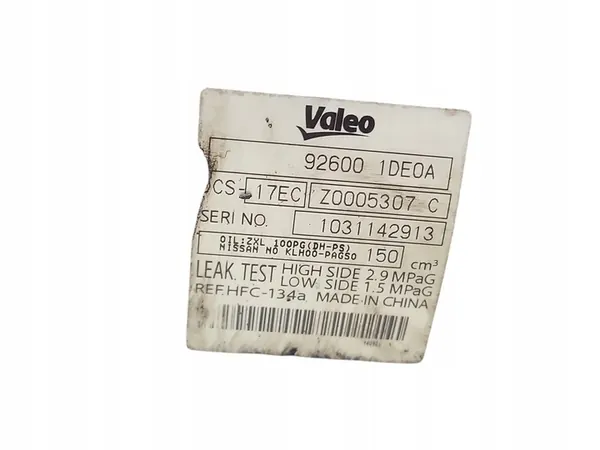 Valeo
92600 1DE0A
CS-17EC Z0005307 C
SERI NO. 1031142913
OIL:ZXL 100PG(DH-PS)
NISSAN NO KLH00-PAGS0 150 cm³
LEAK. TEST HIGH SIDE 2.9 MPaG
LOW SIDE 1.5 MPaG
REF.HFC-134a MADE IN CHINA